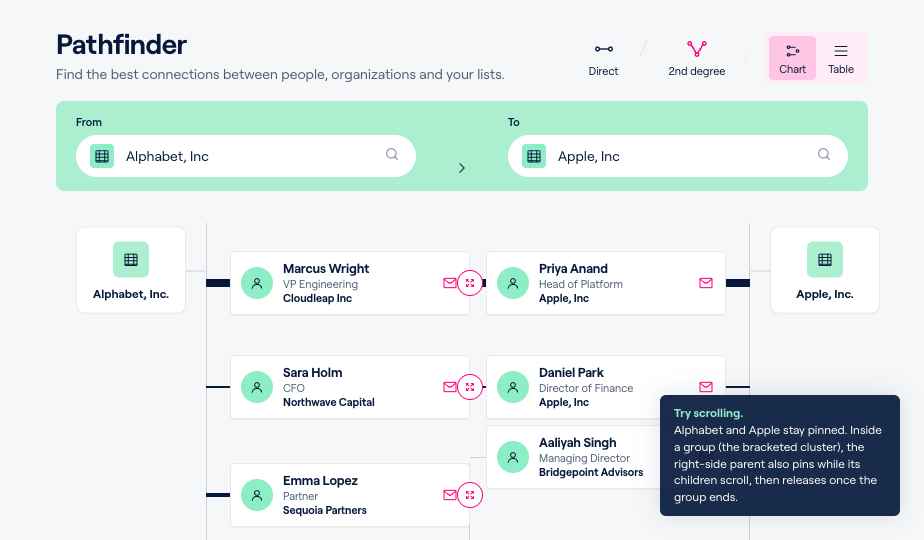 Pathfinder
Find the best connections between people, organizations and your lists.
Direct
2nd degree
Chart
Table
From
Alphabet, Inc
To
Apple, Inc
Alphabet, Inc.
Marcus Wright
VP Engineering
Cloudleap Inc
Priya Anand
Head of Platform
Apple, Inc
Apple, Inc.
Sara Holm
CFO
Northwave Capital
Daniel Park
Director of Finance
Apple, Inc
Aaliyah Singh
Managing Director
Bridgepoint Advisors
Emma Lopez
Partner
Sequoia Partners
Try scrolling.
Alphabet and Apple stay pinned. Inside
a group (the bracketed cluster), the
right-side parent also pins while its
children scroll, then releases once the
group ends.